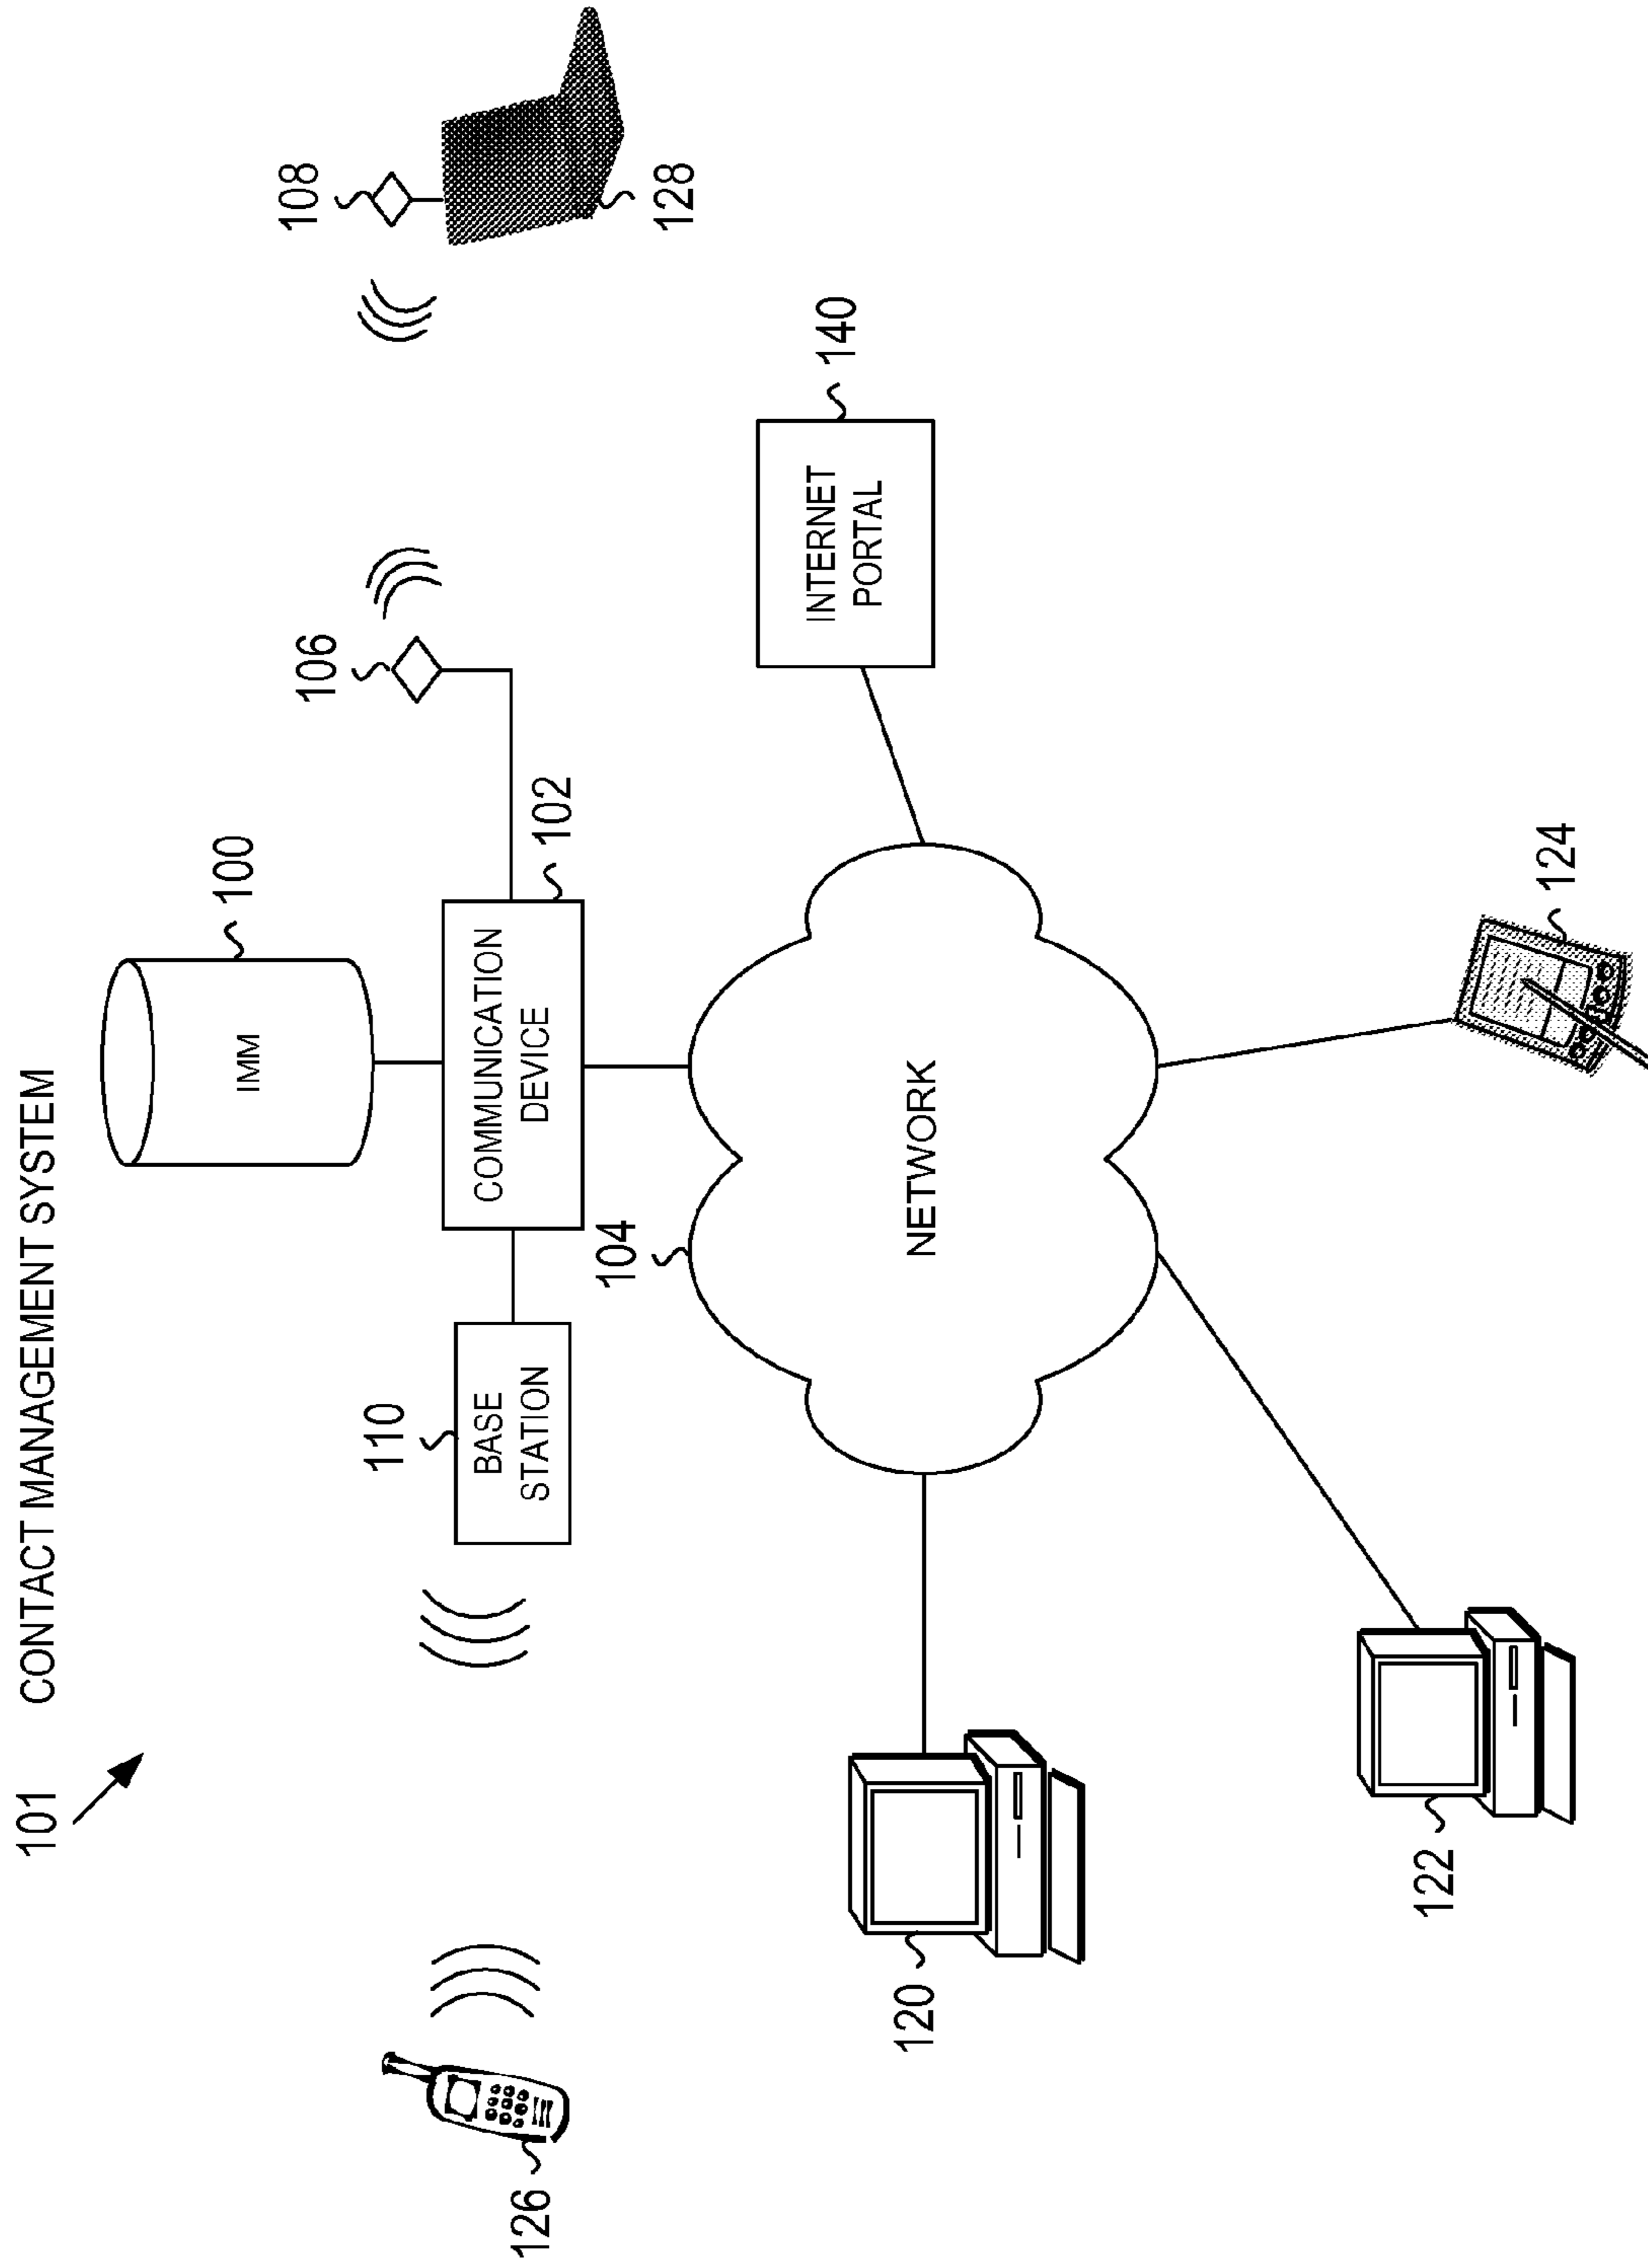 101
CONTACT MANAGEMENT SYSTEM
IMM
100
108
106
110
BASE
STATION
COMMUNICATION
DEVICE
102
128
126
104
NETWORK
INTERNET
PORTAL
140
120
122
124